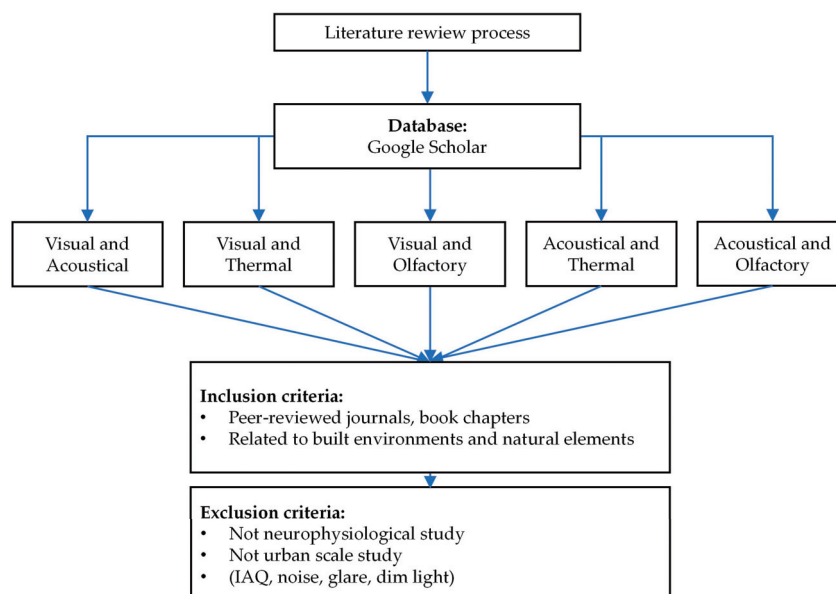 Literature rewiew process
Database:
Google Scholar
Visual and
Acoustical
Visual and
Thermal
Visual and
Olfactory
Acoustical and
Thermal
Acoustical and
Olfactory
Inclusion criteria:
• Peer-reviewed journals, book chapters
• Related to built environments and natural elements
Exclusion criteria:
• Not neurophysiological study
• Not urban scale study
• (IAQ, noise, glare, dim light)